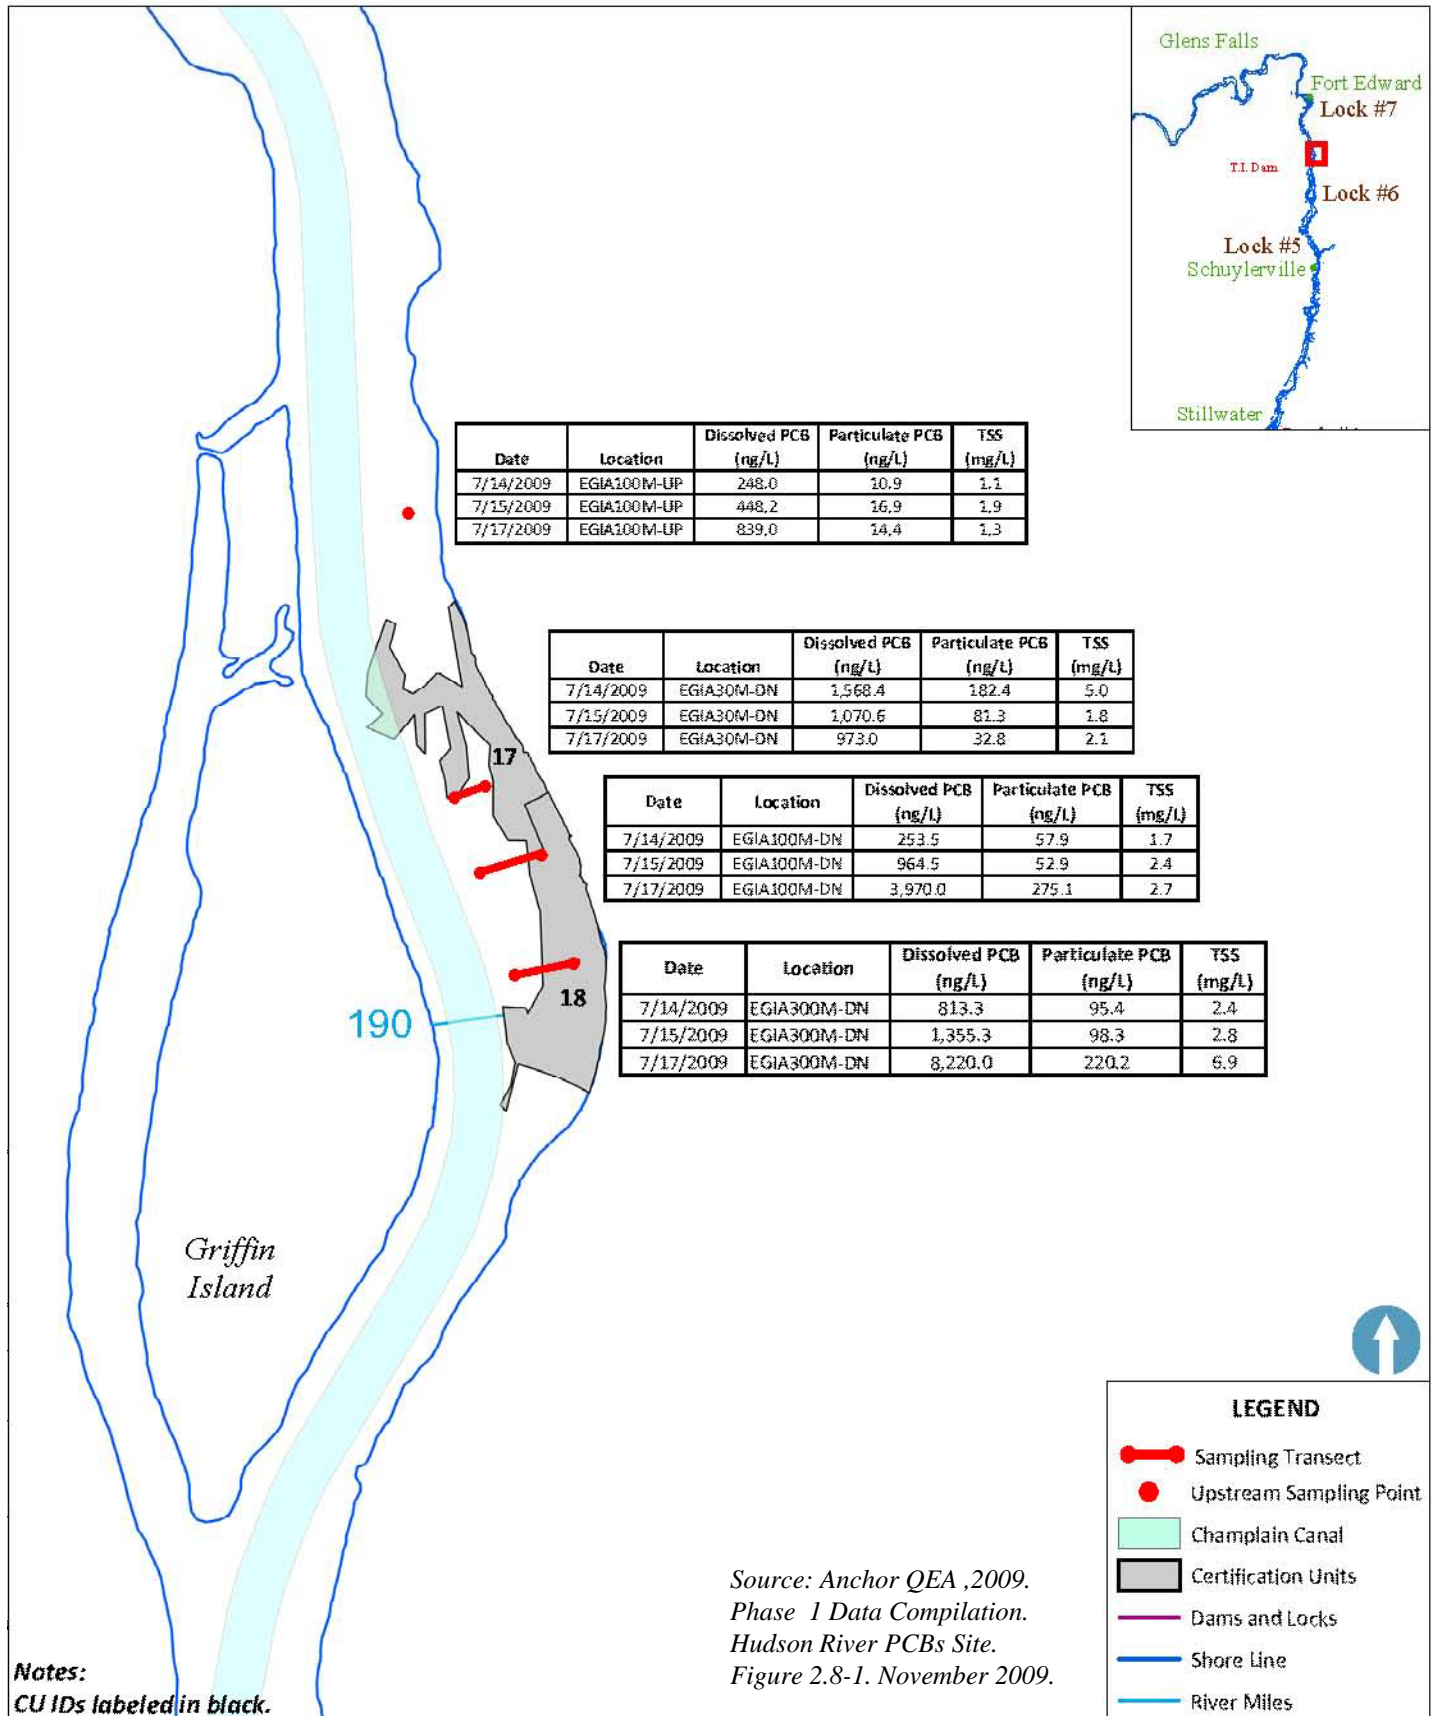 Glens Falls
Fort Edward
Lock #7
T.I. Dam
Lock #6
Lock #5
Schuylerville
Stillwater
Date Location Dissolved PCB (ng/L) Particulate PCB (ng/L) TSS (mg/L)
7/14/2009 EGIA100M-UP 248.0 10.9 1.1
7/15/2009 EGIA100M-UP 448.2 16.9 1.9
7/17/2009 EGIA100M-UP 839.0 14.4 1.3
Date Location Dissolved PCB (ng/L) Particulate PCB (ng/L) TSS (mg/L)
7/14/2009 EGIA30M-DN 1,568.4 182.4 5.0
7/15/2009 EGIA30M-DN 1,070.6 81.3 1.8
7/17/2009 EGIA30M-DN 973.0 32.8 2.1
17
Date Location Dissolved PCB (ng/L) Particulate PCB (ng/L) TSS (mg/L)
7/14/2009 EGIA100M-DN 253.5 57.9 1.7
7/15/2009 EGIA100M-DN 964.5 52.9 2.4
7/17/2009 EGIA100M-DN 3,970.0 275.1 2.7
Date Location Dissolved PCB (ng/L) Particulate PCB (ng/L) TSS (mg/L)
7/14/2009 EGIA300M-DN 813.3 95.4 2.4
7/15/2009 EGIA300M-DN 1,355.3 98.3 2.8
7/17/2009 EGIA300M-DN 8,220.0 220.2 6.9
18
190
Griffin
Island
LEGEND
Sampling Transect
Upstream Sampling Point
Champlain Canal
Certification Units
Dams and Locks
Shore Line
River Miles
Source: Anchor QEA ,2009.
Phase 1 Data Compilation.
Hudson River PCBs Site.
Figure 2.8-1. November 2009.
Notes:
CU IDs labeled in black.